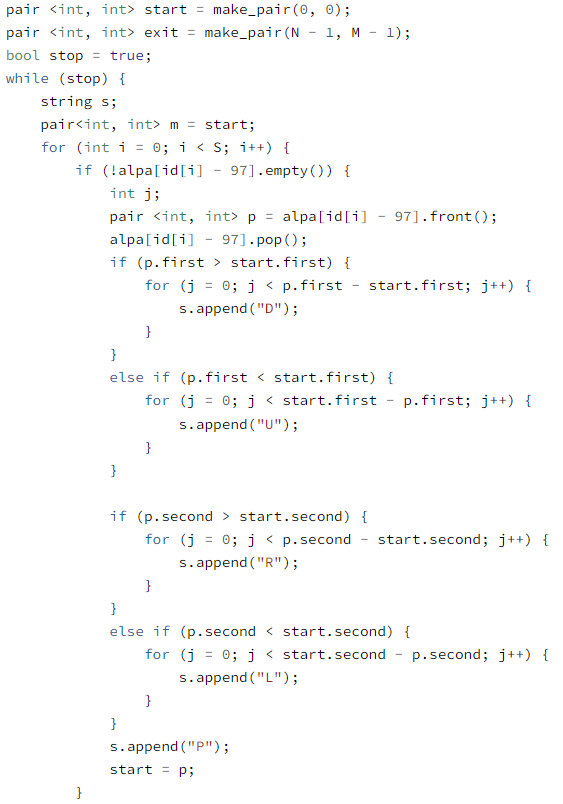 pair <int, int> start = make_pair(0, 0);
pair <int, int> exit = make_pair(N - 1, M - 1);
bool stop = true;
while (stop) {
    string s;
    pair<int, int> m = start;
    for (int i = 0; i < S; i++) {
        if (!alpa[id[i] - 97].empty()) {
            int j;
            pair <int, int> p = alpa[id[i] - 97].front();
            alpa[id[i] - 97].pop();
            if (p.first > start.first) {
                for (j = 0; j < p.first - start.first; j++) {
                    s.append("D");
                }
            }
            else if (p.first < start.first) {
                for (j = 0; j < start.first - p.first; j++) {
                    s.append("U");
                }
            }

            if (p.second > start.second) {
                for (j = 0; j < p.second - start.second; j++) {
                    s.append("R");
                }
            }
            else if (p.second < start.second) {
                for (j = 0; j < start.second - p.second; j++) {
                    s.append("L");
                }
            }
            s.append("P");
            start = p;
        }